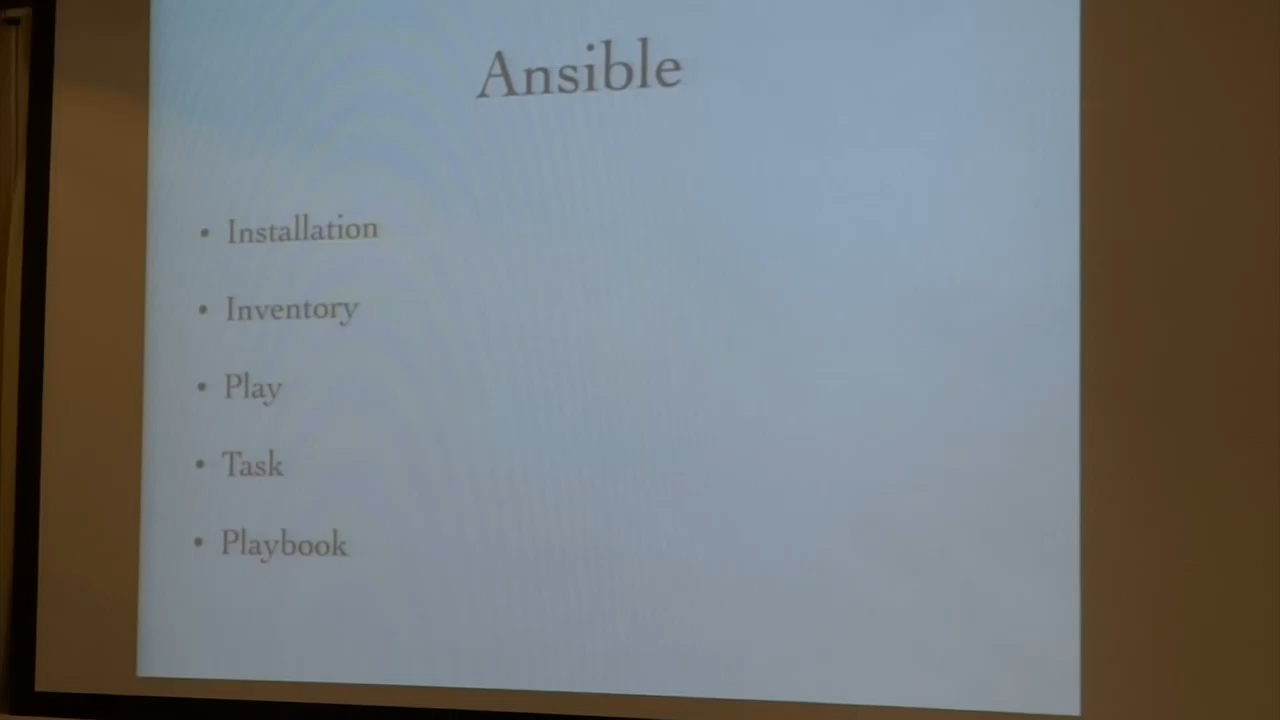 Ansible
• Installation
• Inventory
• Play
• Task
• Playbook